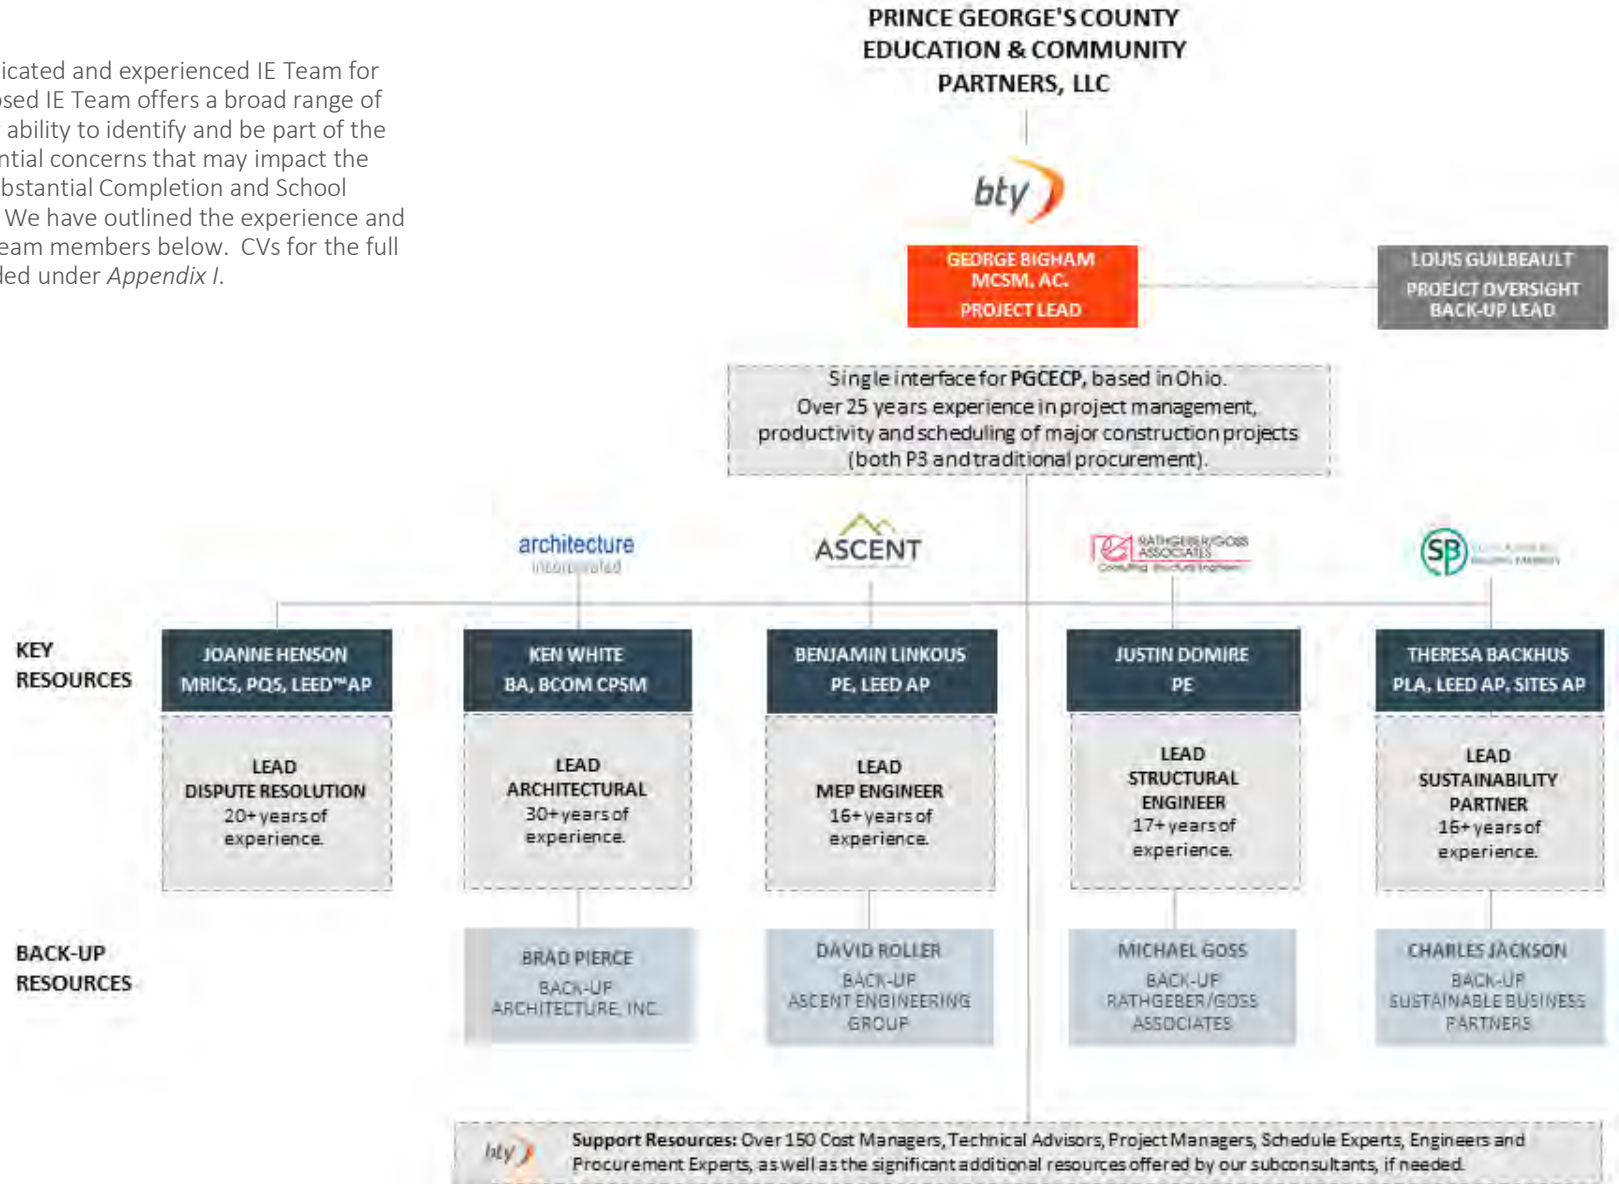 icated and experienced IE Team for
osed IE Team offers a broad range of
ability to identify and be part of the
ntial concerns that may impact the
bstantial Completion and School
We have outlined the experience and
eam members below. CVs for the full
ded under Appendix I.
PRINCE GEORGE'S COUNTY
EDUCATION & COMMUNITY
PARTNERS, LLC
bty
GEORGE BIGHAM
MCSM, AC.
PROJECT LEAD
LOUIS GUILBEAULT
PROEJCT OVERSIGHT
BACK-UP LEAD
Single interface for PGCECP, based in Ohio.
Over 25 years experience in project management,
productivity and scheduling of major construction projects
(both P3 and traditional procurement).
architecture
incorporated
ASCENT
RATHGEBER/GOSS
ASSOCIATES
Consulting Structural Engineers
SBP
KEY
RESOURCES
JOANNE HENSON
MRICS, PQS, LEED™AP
KEN WHITE
BA, BCOM CPSM
BENJAMIN LINKOUS
PE, LEED AP
JUSTIN DOMIRE
PE
THERESA BACKHUS
PLA, LEED AP, SITES AP
LEAD
DISPUTE RESOLUTION
20+ years of
experience.
LEAD
ARCHITECTURAL
30+ years of
experience.
LEAD
MEP ENGINEER
16+ years of
experience.
LEAD
STRUCTURAL
ENGINEER
17+ years of
experience.
LEAD
SUSTAINABILITY
PARTNER
16+ years of
experience.
BACK-UP
RESOURCES
BRAD PIERCE
BACK-UP
ARCHITECTURE, INC.
DAVID ROLLER
BACK-UP
ASCENT ENGINEERING
GROUP
MICHAEL GOSS
BACK-UP
RATHGEBER/GOSS
ASSOCIATES
CHARLES JACKSON
BACK-UP
SUSTAINABLE BUSINESS
PARTNERS
bty
Support Resources: Over 150 Cost Managers, Technical Advisors, Project Managers, Schedule Experts, Engineers and
Procurement Experts, as well as the significant additional resources offered by our subconsultants, if needed.